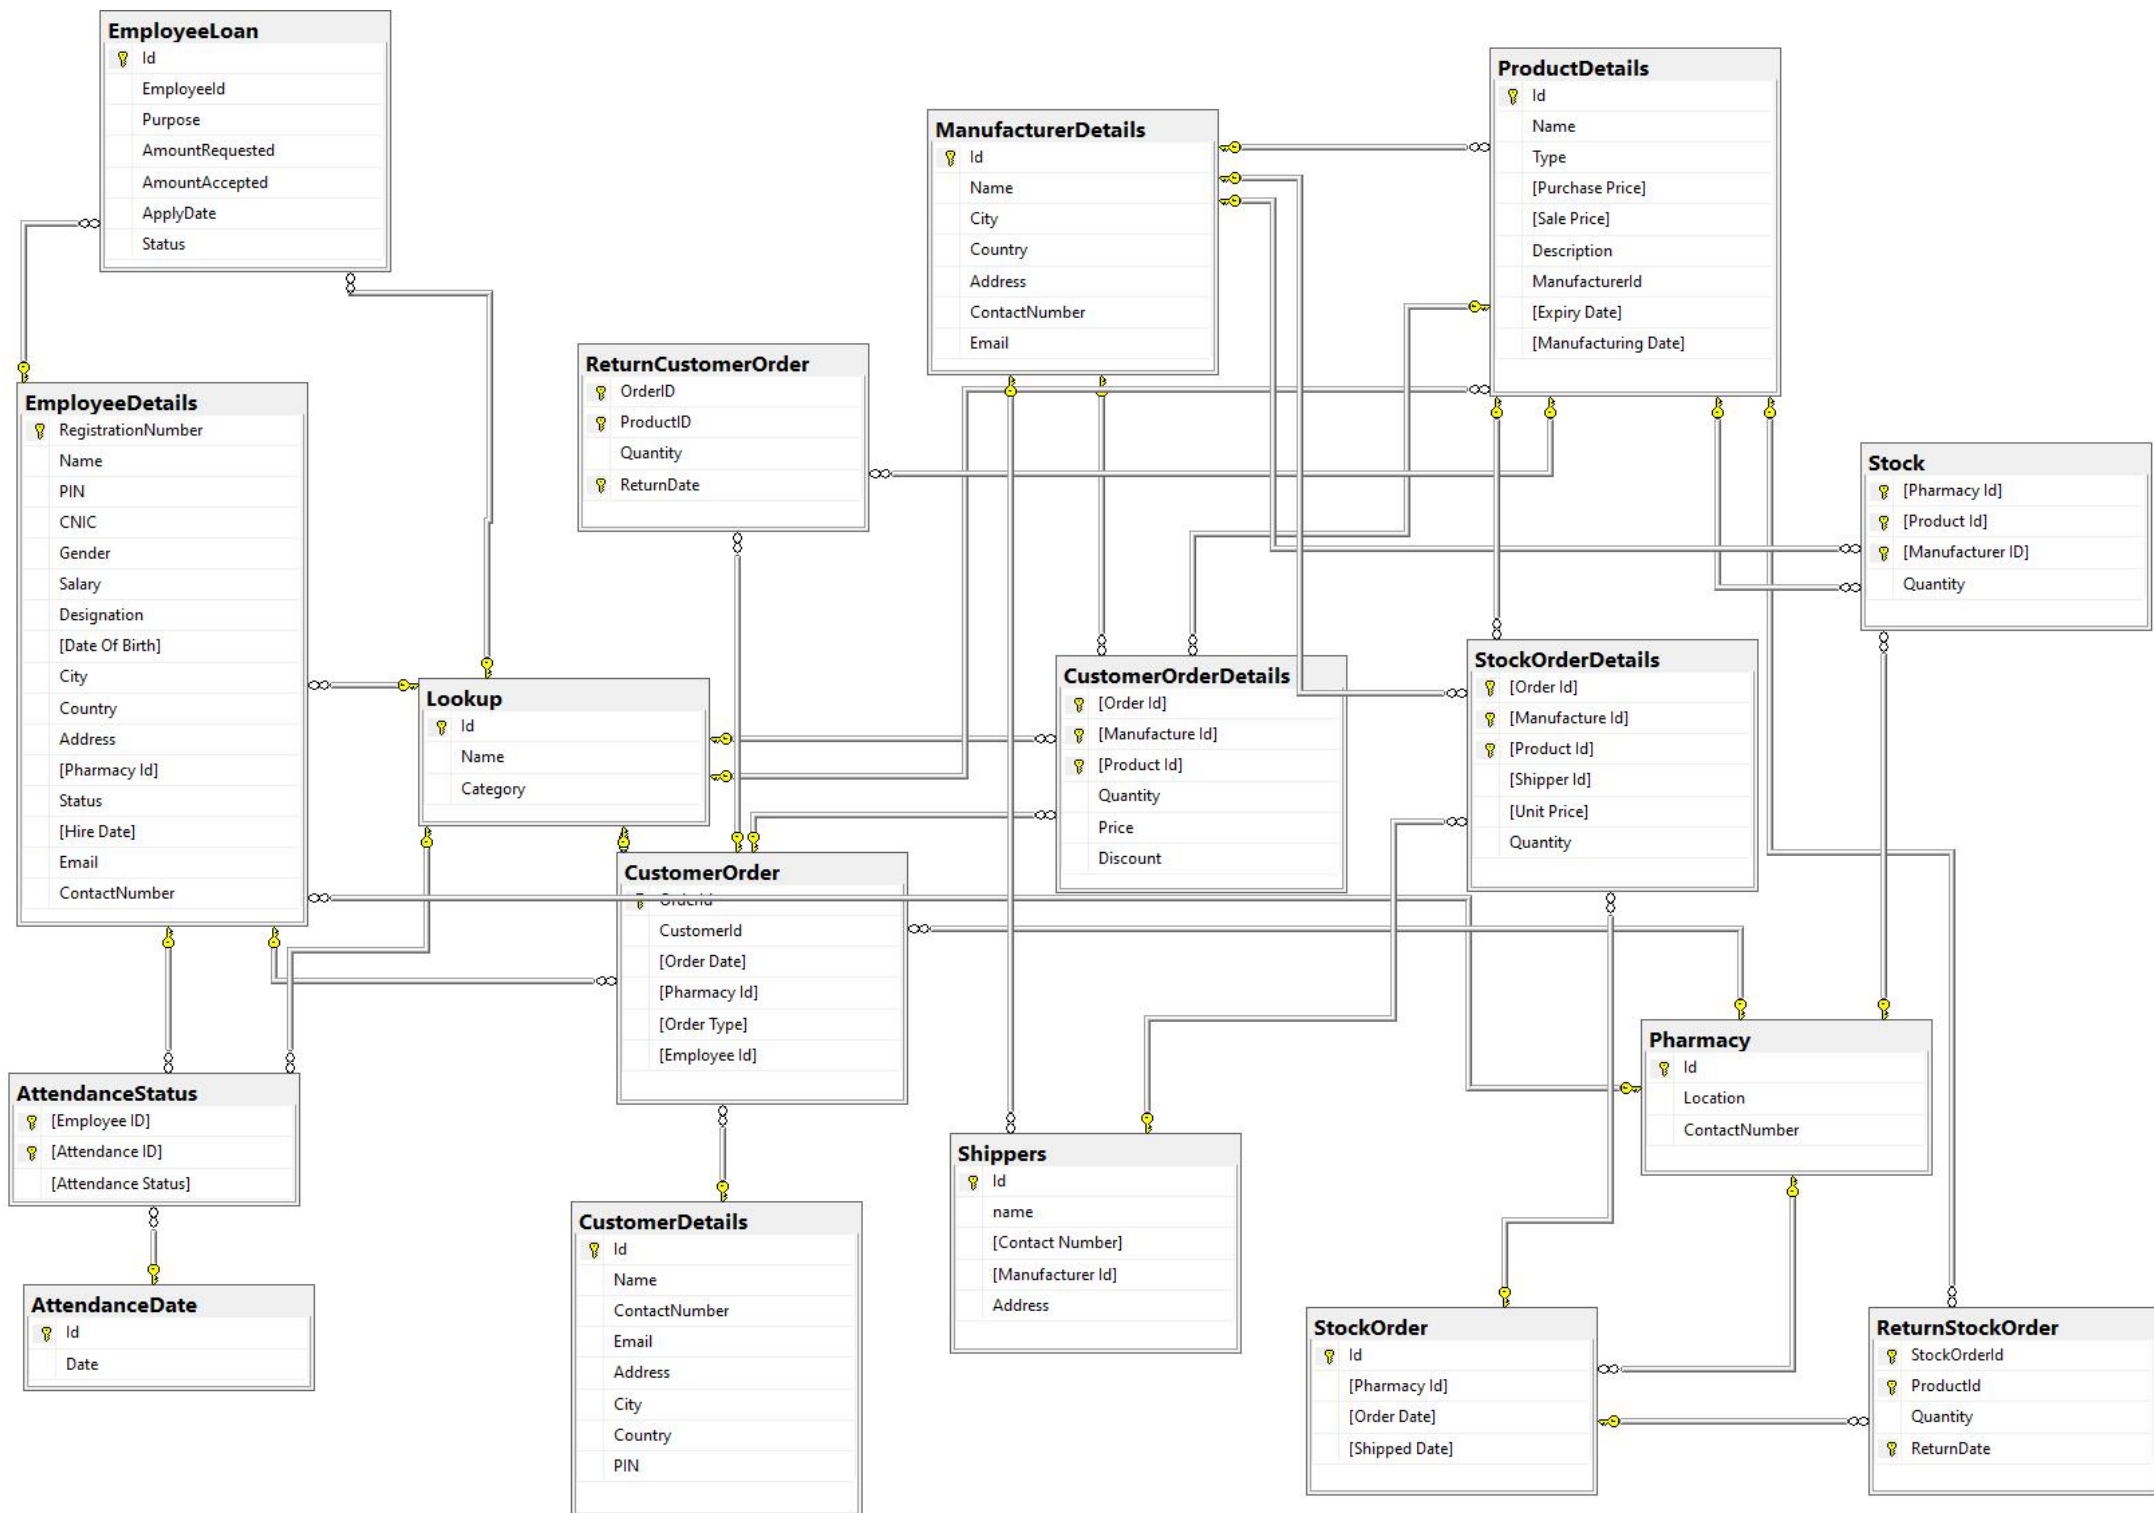 EmployeeLoan
Id
EmployeeId
Purpose
AmountRequested
AmountAccepted
ApplyDate
Status
ProductDetails
Id
Name
Type
[Purchase Price]
[Sale Price]
Description
ManufacturerId
[Expiry Date]
[Manufacturing Date]
ManufacturerDetails
Id
Name
City
Country
Address
ContactNumber
Email
ReturnCustomerOrder
OrderID
ProductID
Quantity
ReturnDate
EmployeeDetails
RegistrationNumber
Name
PIN
CNIC
Gender
Salary
Designation
[Date Of Birth]
City
Country
Address
[Pharmacy Id]
Status
[Hire Date]
Email
ContactNumber
Stock
[Pharmacy Id]
[Product Id]
[Manufacturer ID]
Quantity
Lookup
Id
Name
Category
CustomerOrderDetails
[Order Id]
[Manufacture Id]
[Product Id]
Quantity
Price
Discount
StockOrderDetails
[Order Id]
[Manufacture Id]
[Product Id]
[Shipper Id]
[Unit Price]
Quantity
CustomerOrder
OrderId
CustomerId
[Order Date]
[Pharmacy Id]
[Order Type]
[Employee Id]
Pharmacy
Id
Location
ContactNumber
AttendanceStatus
[Employee ID]
[Attendance ID]
[Attendance Status]
Shippers
Id
name
[Contact Number]
[Manufacturer Id]
Address
CustomerDetails
Id
Name
ContactNumber
Email
Address
City
Country
PIN
AttendanceDate
Id
Date
StockOrder
Id
[Pharmacy Id]
[Order Date]
[Shipped Date]
ReturnStockOrder
StockOrderId
ProductId
Quantity
ReturnDate